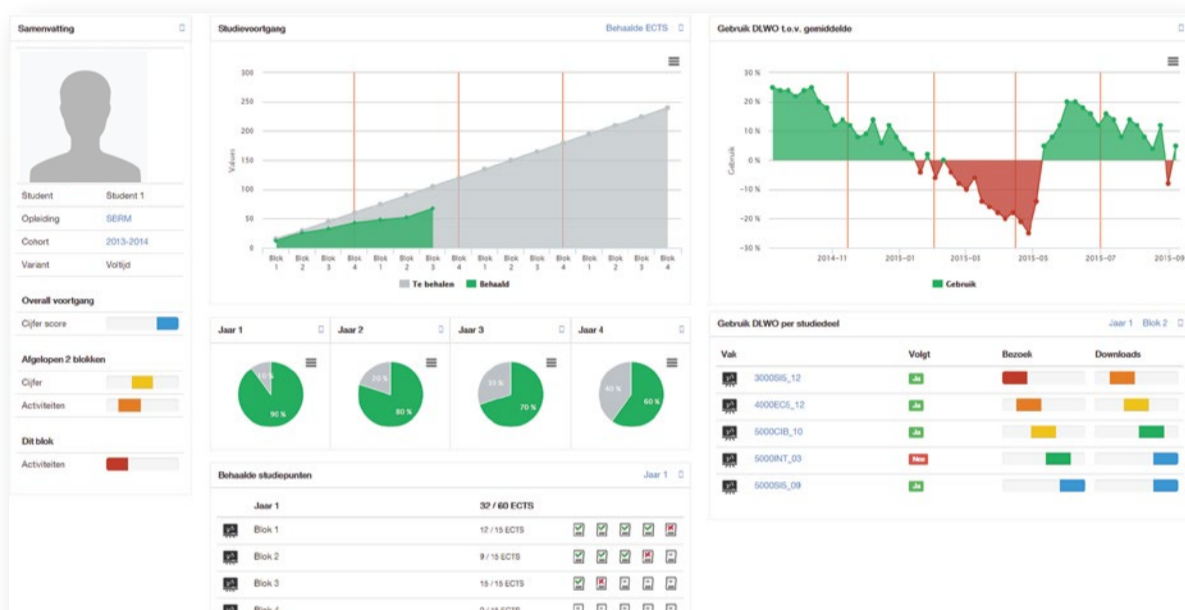 Samenvatting
Student Student 1
Opleiding SBRM
Cohort 2013-2014
Variant Voltijd
Overall voortgang
Cijfer score
Afgelopen 2 blokken
Cijfer
Activiteiten
Dit blok
Activiteiten
Studievoortgang Behaalde ECTS
Values
300
250
200
150
100
50
0
Blok 1 Blok 2 Blok 3 Blok 4 Blok 1 Blok 2 Blok 3 Blok 4 Blok 1 Blok 2 Blok 3 Blok 4 Blok 1 Blok 2 Blok 3 Blok 4
Te behalen Behaald
Jaar 1 Jaar 2 Jaar 3 Jaar 4
10 % 90 %
20 % 80 %
70 %
40 % 60 %
Behaalde studiepunten Jaar 1
Jaar 1 32 / 60 ECTS
Blok 1 12 / 15 ECTS
Blok 2 9 / 15 ECTS
Blok 3 15 / 15 ECTS
Blok 4
Gebruik DLWO t.o.v. gemiddelde
Gebruik
30 %
20 %
10 %
0 %
-10 %
-20 %
-30 %
2014-11 2015-01 2015-03 2015-05 2015-07 2015-09
Gebruik
Gebruik DLWO per studiedeel Jaar 1 Blok 2
Vak Volgt Bezoek Downloads
3000SI5_12 Ja
4000EC5_12 Ja
5000CIB_10 Ja
5000INT_03 Nee
5000SI5_09 Ja